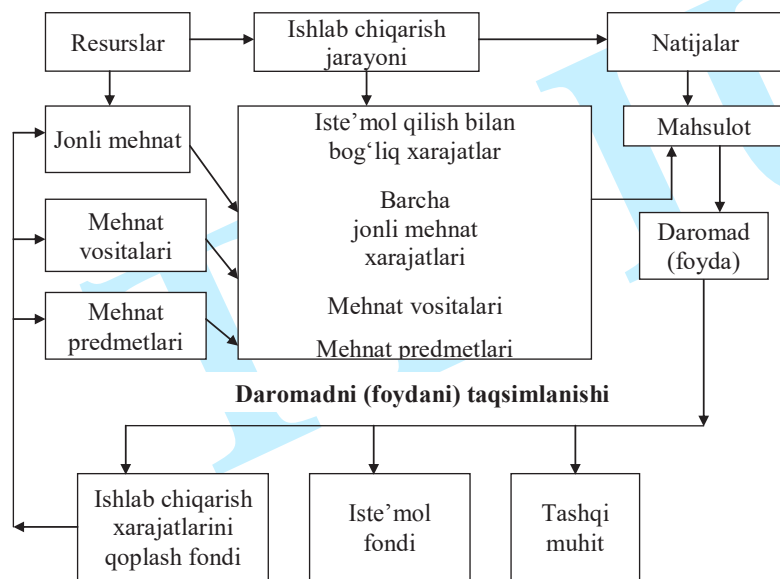 Resurslar
Ishlab chiqarish
jarayoni
Natijalar
Jonli mehnat
Iste’mol qilish bilan
bog‘liq xarajatlar
Mahsulot
Barcha
jonli mehnat
xarajatlari
Mehnat
vositalari
Daromad
(foyda)
Mehnat vositalari
Mehnat
predmetlari
Mehnat predmetlari
Daromadni (foydani) taqsimlanishi
Ishlab chiqarish
xarajatlarini
qoplash fondi
Iste’mol
fondi
Tashqi
muhit